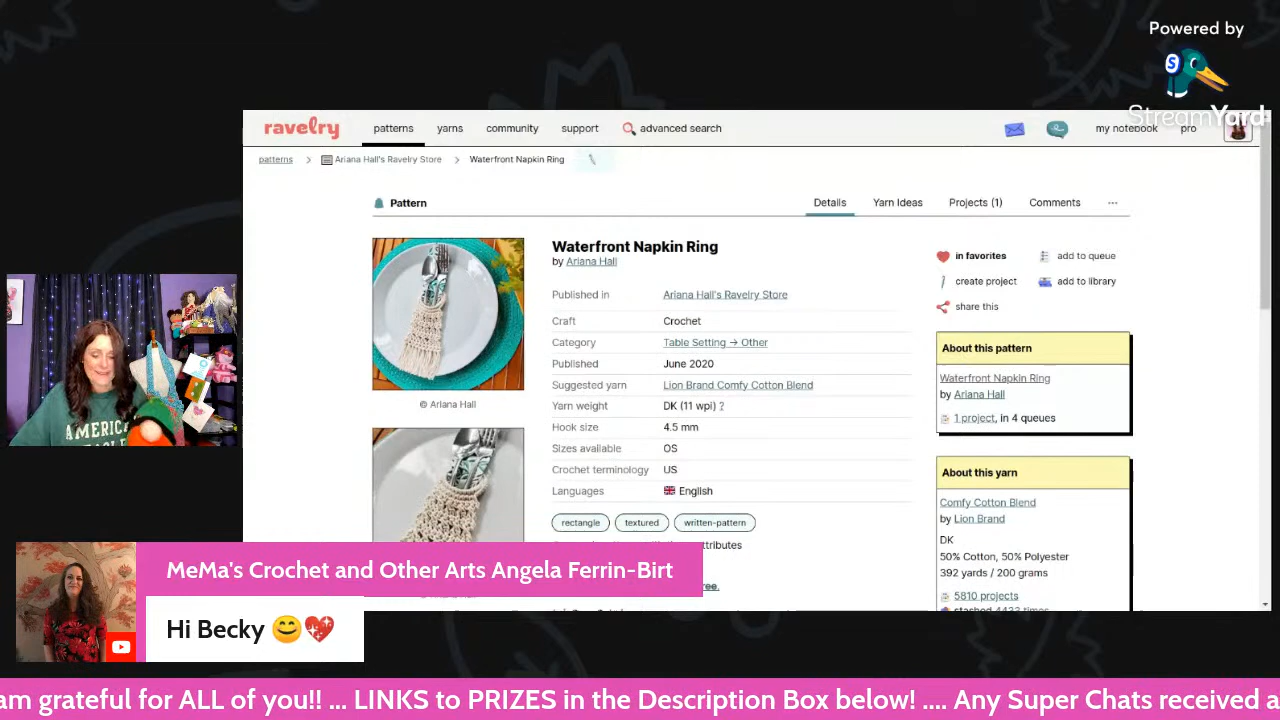 Powered by
StreamYard
ravelry
patterns yarns community support advanced search my notebook pro
patterns > Ariana Hall's Ravelry Store > Waterfront Napkin Ring
Pattern
Details Yarn Ideas Projects (1) Comments ...
Waterfront Napkin Ring
by Ariana Hall
Published in Ariana Hall's Ravelry Store
Craft Crochet
Category Table Setting → Other
Published June 2020
Suggested yarn Lion Brand Comfy Cotton Blend
Yarn weight DK (11 wpi) ?
Hook size 4.5 mm
Sizes available OS
Crochet terminology US
Languages English
rectangle textured written-pattern
© Ariana Hall
in favorites add to queue
create project add to library
share this
About this pattern
Waterfront Napkin Ring
by Ariana Hall
1 project, in 4 queues
About this yarn
Comfy Cotton Blend
by Lion Brand
DK
50% Cotton, 50% Polyester
392 yards / 200 grams
5810 projects
stashed 4433 times
AMERICAN
MeMa's Crochet and Other Arts Angela Ferrin-Birt
Hi Becky 😊💖
am grateful for ALL of you!! ... LINKS to PRIZES in the Description Box below! .... Any Super Chats received a